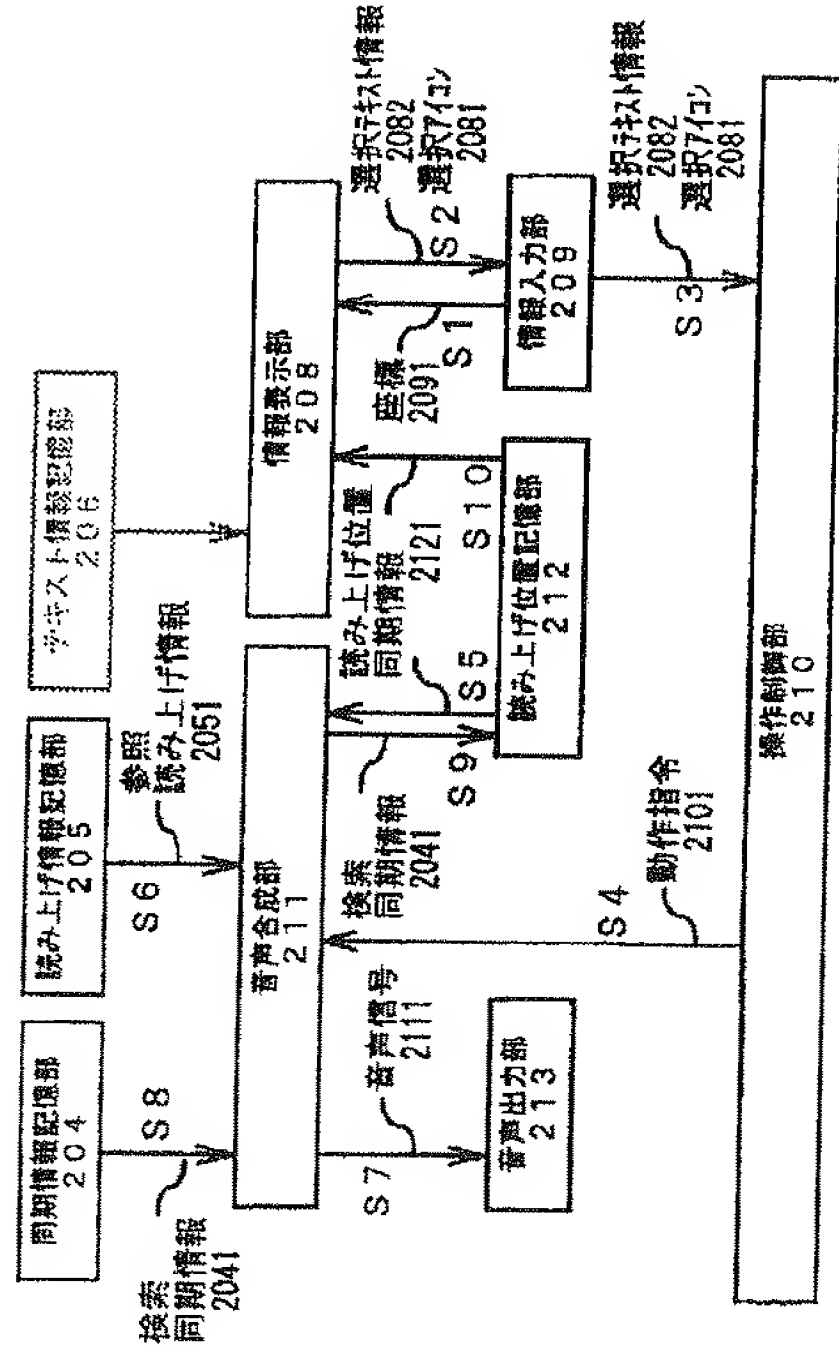 同期情報記憶部
204
読み上げ情報記憶部
205
テキスト情報記憶部
206
検索
同期情報
2041
S8
S6
参照
読み上げ情報
2051
音声合成部
211
情報表示部
208
選択テキスト情報
2082
選択アイコン
2081
S2
S7
音声信号
2111
検索
同期情報
2041
S9
S5
読み上げ位置
同期情報
2121
S10
座標
2091
S1
音声出力部
213
読み上げ位置記憶部
212
情報入力部
209
S4
動作指令
2101
S3
選択テキスト情報
2082
選択アイコン
2081
操作制御部
210